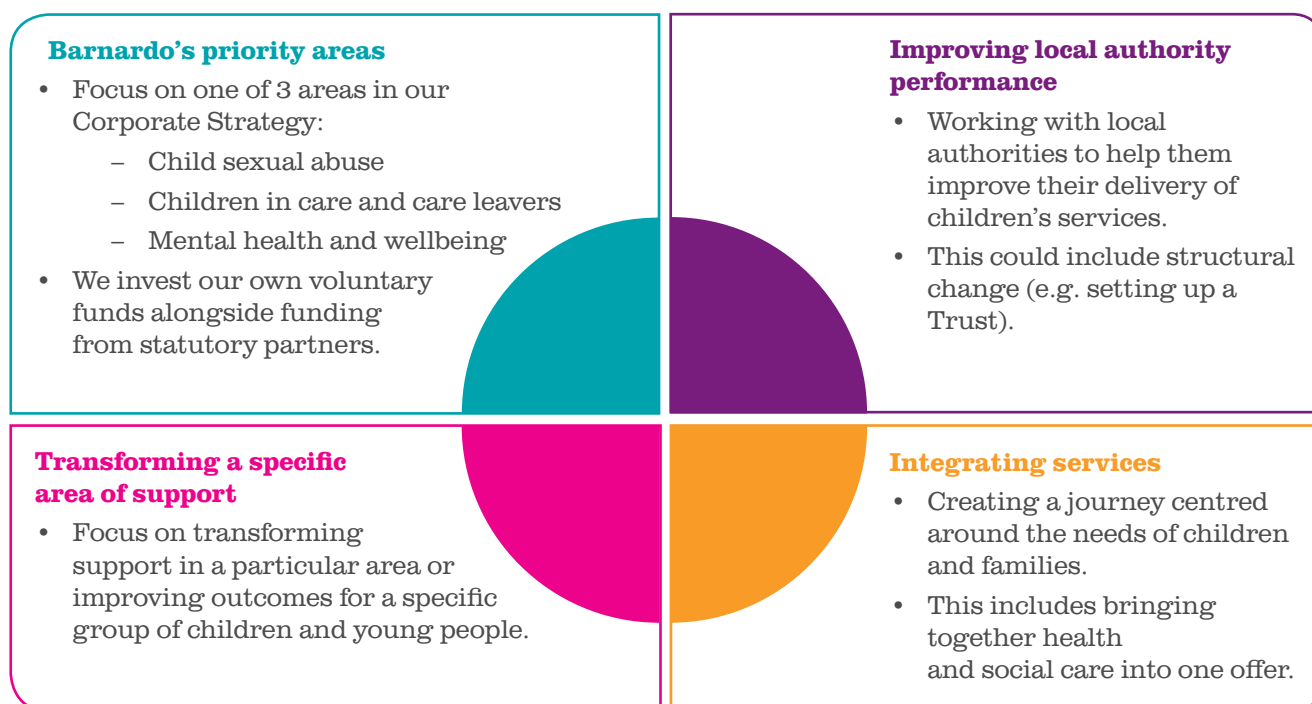 Barnardo’s priority areas
• Focus on one of 3 areas in our
Corporate Strategy:
– Child sexual abuse
– Children in care and care leavers
– Mental health and wellbeing
• We invest our own voluntary
funds alongside funding
from statutory partners.
Improving local authority
performance
• Working with local
authorities to help them
improve their delivery of
children’s services.
• This could include structural
change (e.g. setting up a
Trust).
Transforming a specific
area of support
• Focus on transforming
support in a particular area or
improving outcomes for a specific
group of children and young people.
Integrating services
• Creating a journey centred
around the needs of children
and families.
• This includes bringing
together health
and social care into one offer.